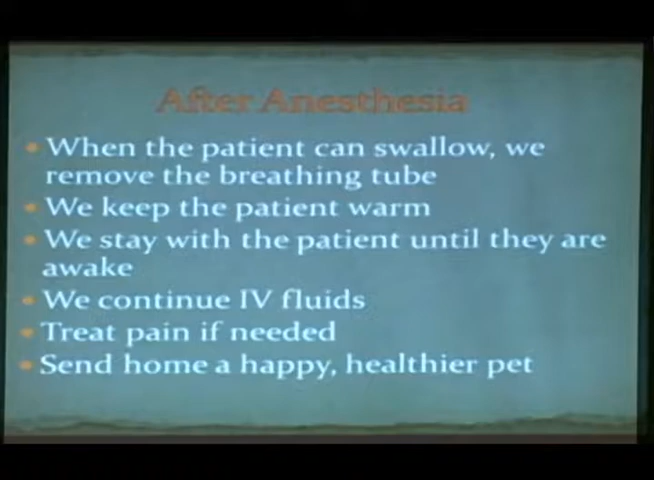 After Anesthesia
• When the patient can swallow, we
remove the breathing tube
• We keep the patient warm
• We stay with the patient until they are
awake
• We continue IV fluids
• Treat pain if needed
• Send home a happy, healthier pet